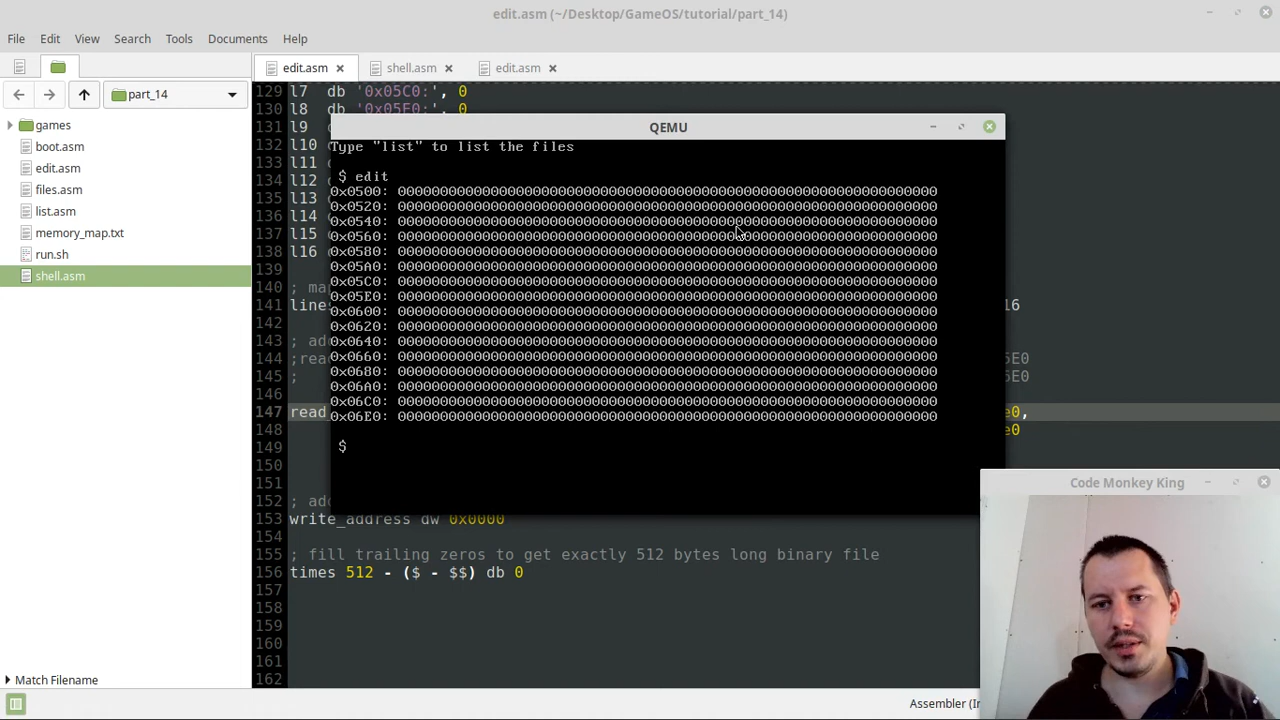 edit.asm (~/Desktop/GameOS/tutorial/part_14)
File Edit View Search Tools Documents Help
edit.asm shell.asm edit.asm
part_14
games
boot.asm
edit.asm
files.asm
list.asm
memory_map.txt
run.sh
shell.asm
Match Filename
129 l7 db '0x05C0:', 0
130 l8 db '0x05E0:', 0
131 l9
132 l10
133 l11
134 l12
135 l13
136 l14
137 l15
138 l16
139
140 ; ma
141 line 16
142
143 ; ad
144 ;rea 5E0
145 ; 5E0
146
147 read e0,
148 e0
149
150
151
152 ; ad
153 write_address dw 0x0000
154
155 ; fill trailing zeros to get exactly 512 bytes long binary file
156 times 512 - ($ - $$) db 0
157
158
159
160
161
162
QEMU
Type "list" to list the files
$ edit
0x0500: 0000000000000000000000000000000000000000000000000000000000000000
0x0520: 0000000000000000000000000000000000000000000000000000000000000000
0x0540: 0000000000000000000000000000000000000000000000000000000000000000
0x0560: 0000000000000000000000000000000000000000000000000000000000000000
0x0580: 0000000000000000000000000000000000000000000000000000000000000000
0x05A0: 0000000000000000000000000000000000000000000000000000000000000000
0x05C0: 0000000000000000000000000000000000000000000000000000000000000000
0x05E0: 0000000000000000000000000000000000000000000000000000000000000000
0x0600: 0000000000000000000000000000000000000000000000000000000000000000
0x0620: 0000000000000000000000000000000000000000000000000000000000000000
0x0640: 0000000000000000000000000000000000000000000000000000000000000000
0x0660: 0000000000000000000000000000000000000000000000000000000000000000
0x0680: 0000000000000000000000000000000000000000000000000000000000000000
0x06A0: 0000000000000000000000000000000000000000000000000000000000000000
0x06C0: 0000000000000000000000000000000000000000000000000000000000000000
0x06E0: 0000000000000000000000000000000000000000000000000000000000000000
$
Code Monkey King
Assembler (In